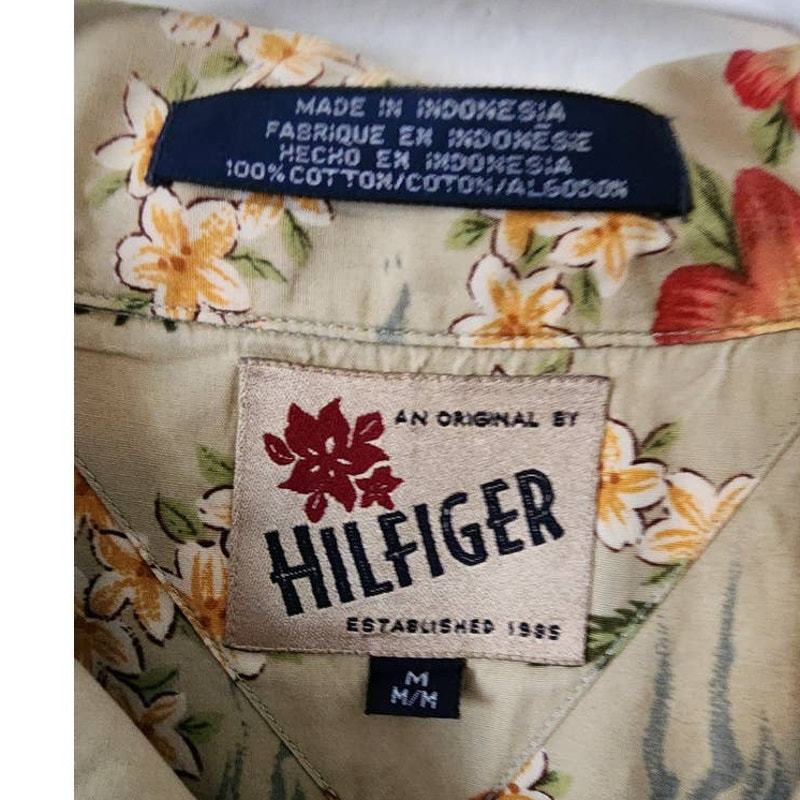 MADE IN INDONESIA
FABRIQUE EN INDONÉSIE
HECHO EN INDONESIA
100% COTTON/COTON/ALGODON
AN ORIGINAL BY
HILFIGER
ESTABLISHED 1985
M
M/M